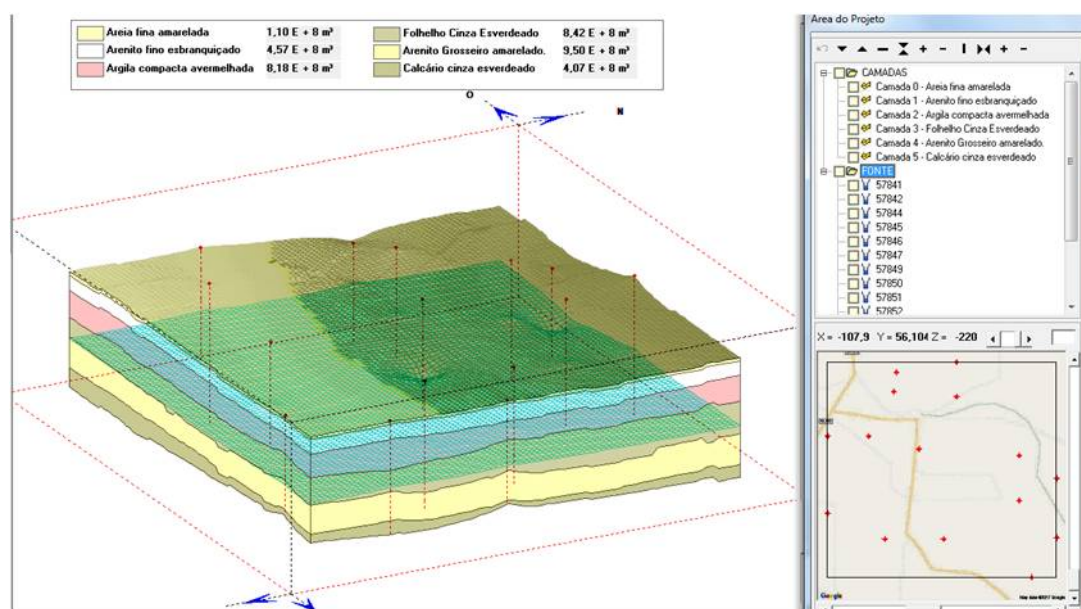 Areia fina amarelada 1,10 E + 8 m³ Folhelho Cinza Esverdeado 8,42 E + 8 m³
Arenito fino esbranquiçado 4,57 E + 8 m³ Arenito Grosseiro amarelado. 9,50 E + 8 m³
Argila compacta avermelhada 8,18 E + 8 m³ Calcário cinza esverdeado 4,07 E + 8 m³
O
N
Area do Projeto
CAMADAS
Camada 0 - Areia fina amarelada
Camada 1 - Arenito fino esbranquiçado
Camada 2 - Argila compacta avermelhada
Camada 3 - Folhelho Cinza Esverdeado
Camada 4 - Arenito Grosseiro amarelado.
Camada 5 - Calcário cinza esverdeado
FONTE
57841
57842
57844
57845
57846
57847
57849
57850
57851
57852
X = -107,9 Y = 56,104 Z = -220
Google
Map data ©2017 Google